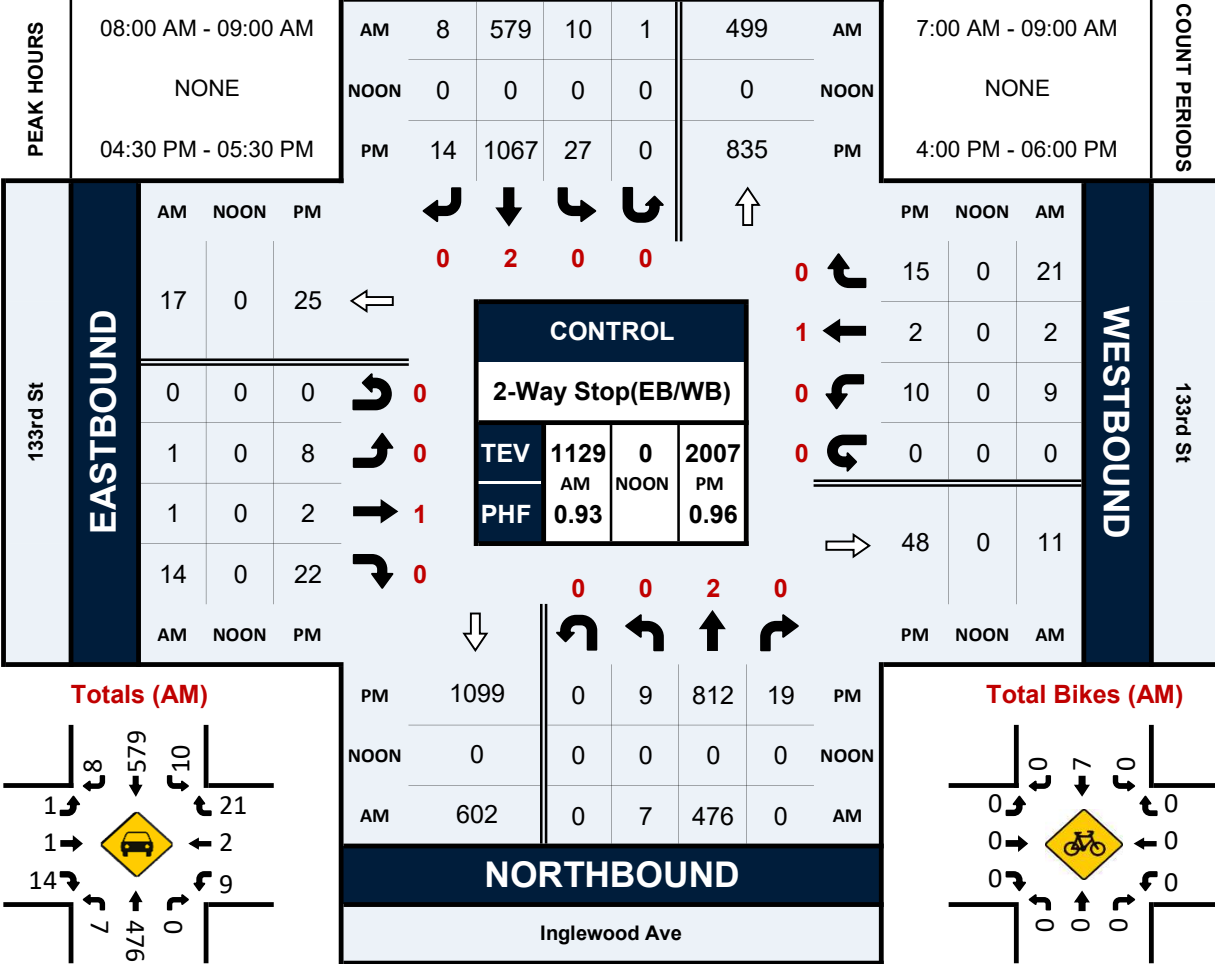 PEAK HOURS
08:00 AM - 09:00 AM
NONE
04:30 PM - 05:30 PM
AM 8 579 10 1 499 AM
NOON 0 0 0 0 0 NOON
PM 14 1067 27 0 835 PM
7:00 AM - 09:00 AM
NONE
4:00 PM - 06:00 PM
COUNT PERIODS
0 2 0 0
133rd St
EASTBOUND
AM NOON PM
17 0 25
0 0 0 0
1 0 8 0
1 0 2 1
14 0 22 0
AM NOON PM
CONTROL
2-Way Stop(EB/WB)
TEV 1129 0 2007
AM NOON PM
PHF 0.93 0.96
PM NOON AM
0 15 0 21
1 2 0 2
0 10 0 9
0 0 0 0
48 0 11
PM NOON AM
WESTBOUND
133rd St
0 0 2 0
PM 1099 0 9 812 19 PM
NOON 0 0 0 0 0 NOON
AM 602 0 7 476 0 AM
NORTHBOUND
Inglewood Ave
Totals (AM)
8 579 10
1 21
1 2
14 9
7 476 0
Total Bikes (AM)
0 7 0
0 0
0 0
0 0
0 0 0